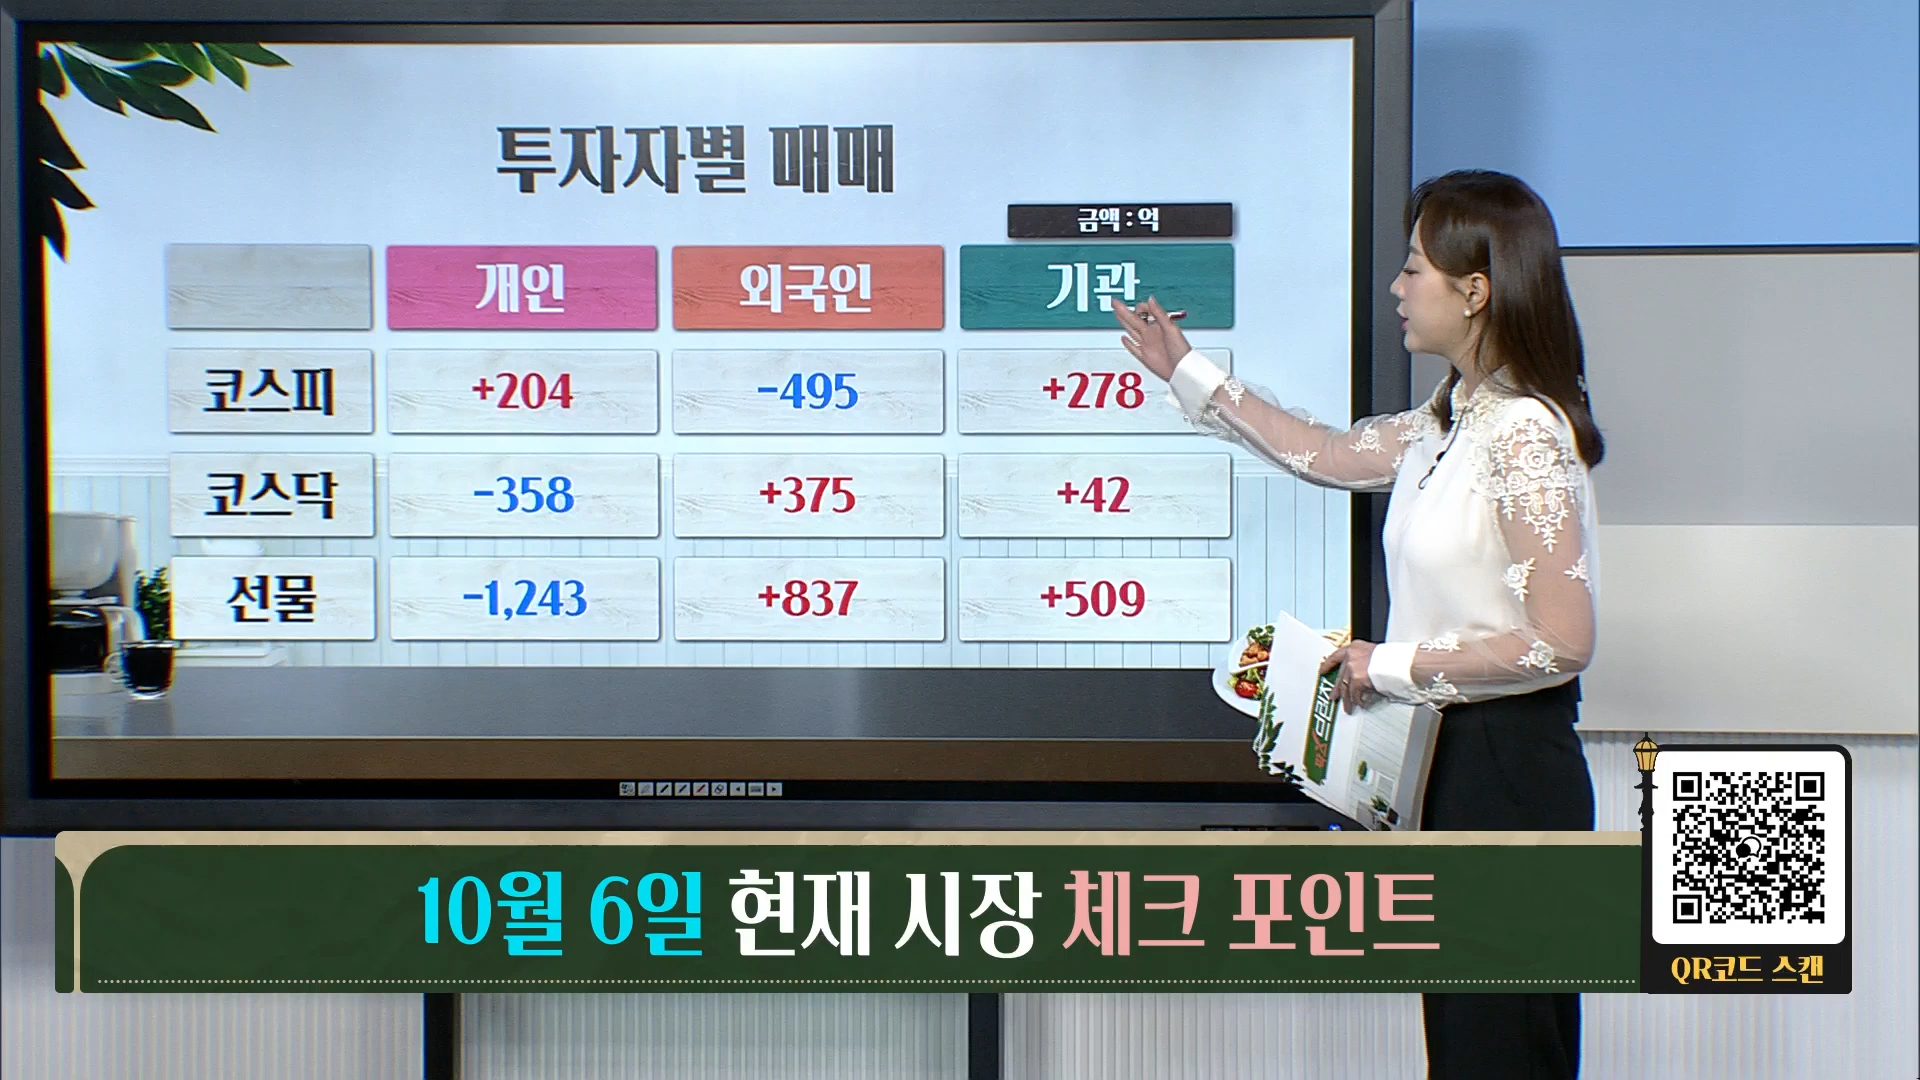 투자자별 매매
금액 : 억
개인 외국인 기관
코스피 +204 -495 +278
코스닥 -358 +375 +42
선물 -1,243 +837 +509
10월 6일 현재 시장 체크 포인트
QR코드 스캔